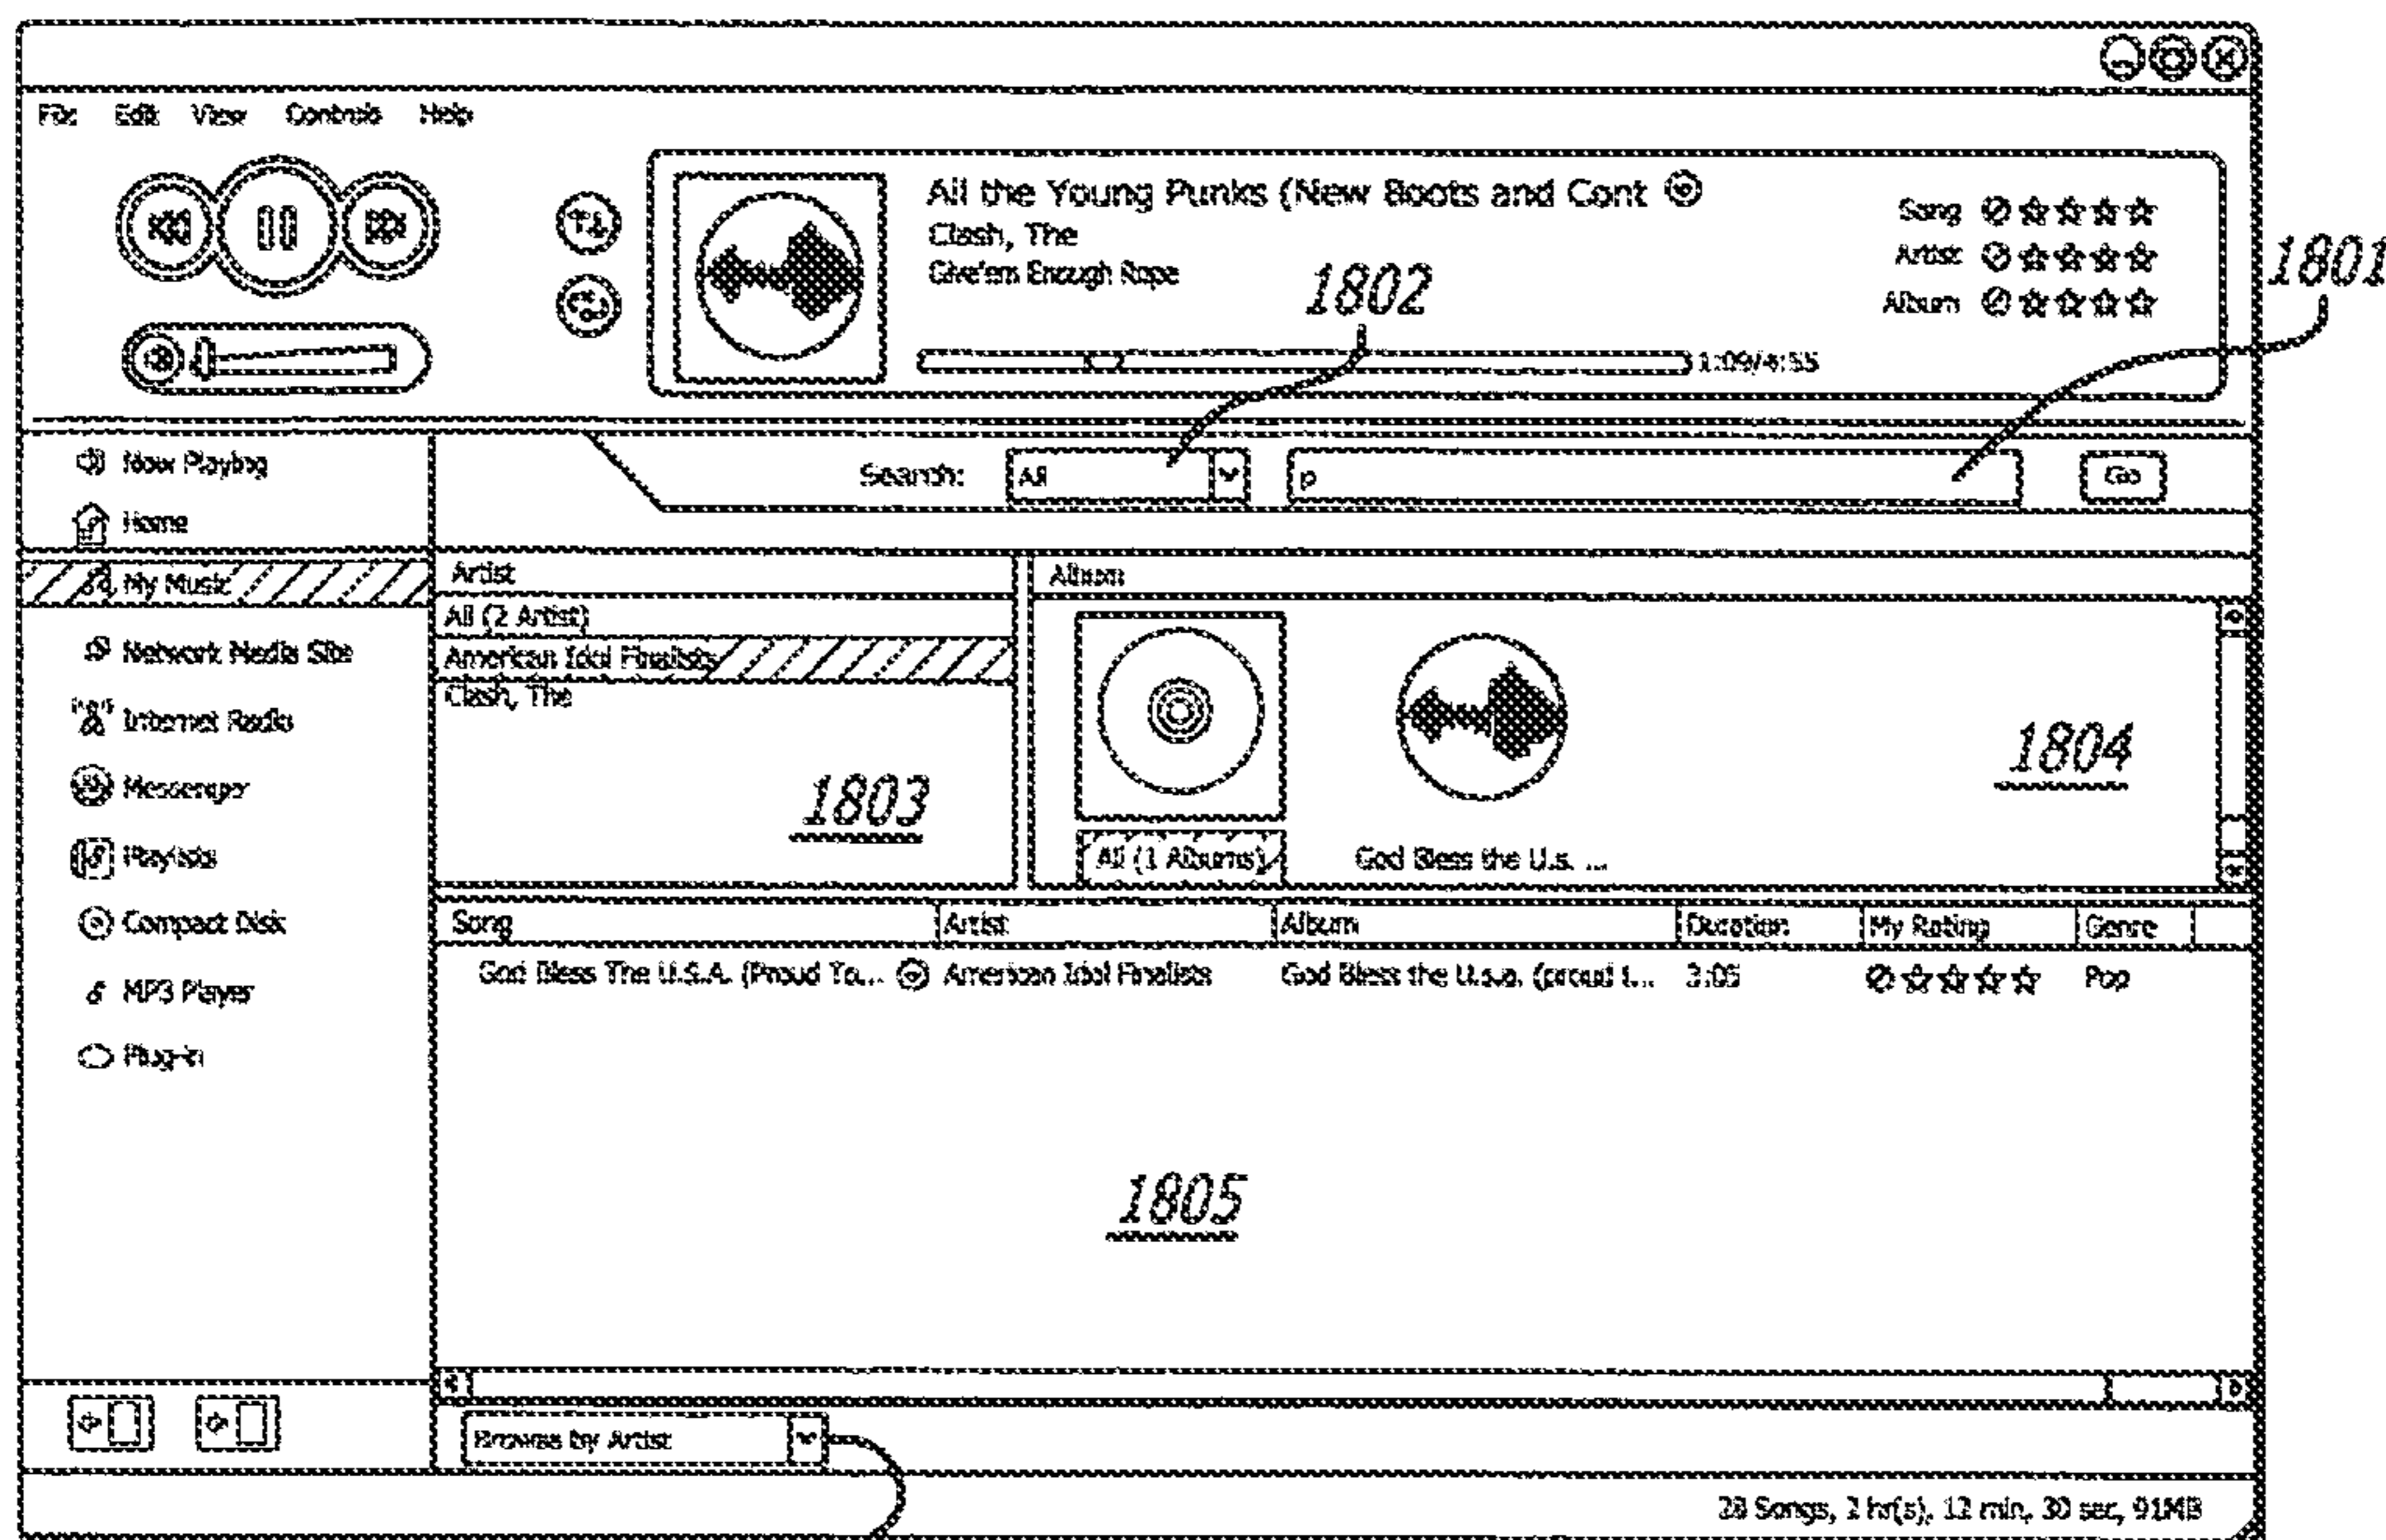 File Edit View Controls Help
All the Young Punks (New Boots and Cont
Clash, The
Give'em Enough Rope
Song
Artist
Album
1801
1802
1:09/4:55
Now Playing
Home
My Music
Network Media Site
Internet Radio
Messenger
Playlists
Compact Disk
MP3 Player
Plug-in
Search: All p Go
Artist
All (2 Artist)
American Idol Finalists
Clash, The
1803
Album
All (1 Albums)
God Bless the U.s. ...
1804
Song Artist Album Duration My Rating Genre
God Bless The U.S.A. (Proud To... American Idol Finalists God Bless the U.s.a. (proud t... 3:05 Pop
1805
Browse by Artist
28 Songs, 2 hr(s), 12 min, 30 sec, 91MB